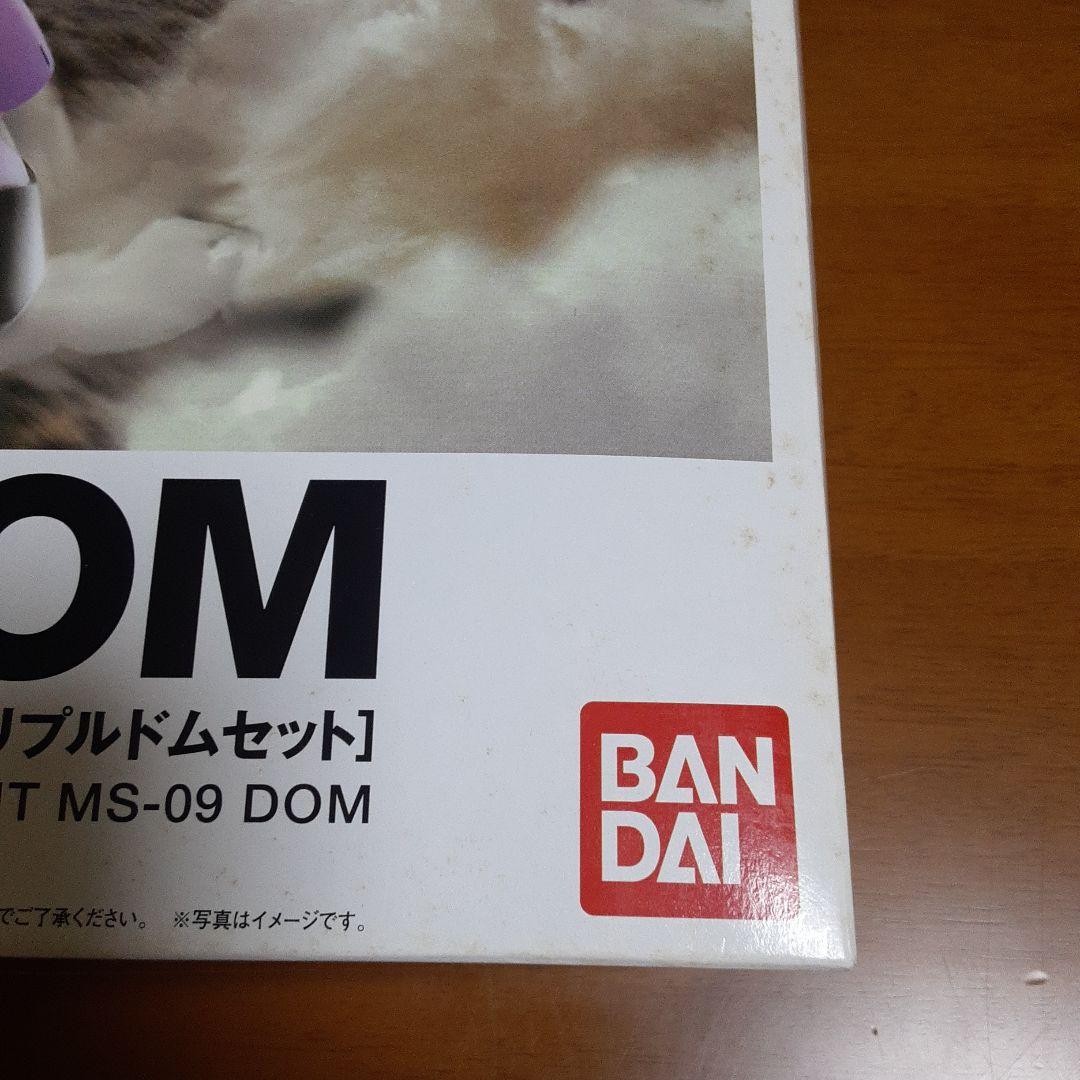 OM
リプルドムセット]
IT MS-09 DOM
でご了承ください。 ※写真はイメージです。
BAN
DAI